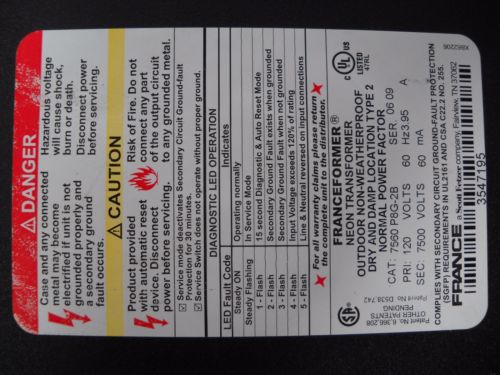 DANGER
Hazardous voltage
will cause shock,
burn or death.
Disconnect power
before servicing.
Case and any connected
metal may become
electrified if unit is not
grounded properly and
a secondary ground
fault occurs.
CAUTION
Risk of Fire. Do not
connect any part
of the output circuit
to any grounded metal.
Product provided
with automatic reset
device. Disconnect
power before servicing.
Service mode deactivates Secondary Circuit Ground-fault
Protection for 30 minutes.
Service Switch does not operate without proper ground.
DIAGNOSTIC LED OPERATION
LED Fault Code Indicates
Steady On Operating normally
Steady Flashing In Service Mode
1 - Flash 15 second Diagnostic & Auto Reset Mode
2 - Flash Secondary Ground Fault exists when grounded
3 - Flash Secondary Ground Fault when not grounded
4 - Flash Input Voltage exceeds 120% of rating
5 - Flash Line & Neutral reversed on Input 1
For all warranty claims please return
the complete unit to the distributor.
FRANCEFORMER
TRANSFORMER
OUTDOOR NON-WEATHERPROOF
DRY AND DAMP LOCATION TYPE 2
NORMAL POWER FACTOR
CAT: 7560 P8G-2B SER. 06 09
PRI: 120 VOLTS 60 Hz 3.95 A
SEC: 7500 VOLTS 60 mA
COMPLIES WITH SECONDARY CIRCUIT GROUND-FAULT PROTECTION
(SGFP) REQUIREMENTS IN UL2161 AND CSA C22.2 NO. 255.
FRANCE a Scott Fetzer company, Fairview, TN 37062
3547195
X862206
C UL US
LISTED
47RL
SA
Patent No. 6,366,208
OTHER PATENTS
PENDING